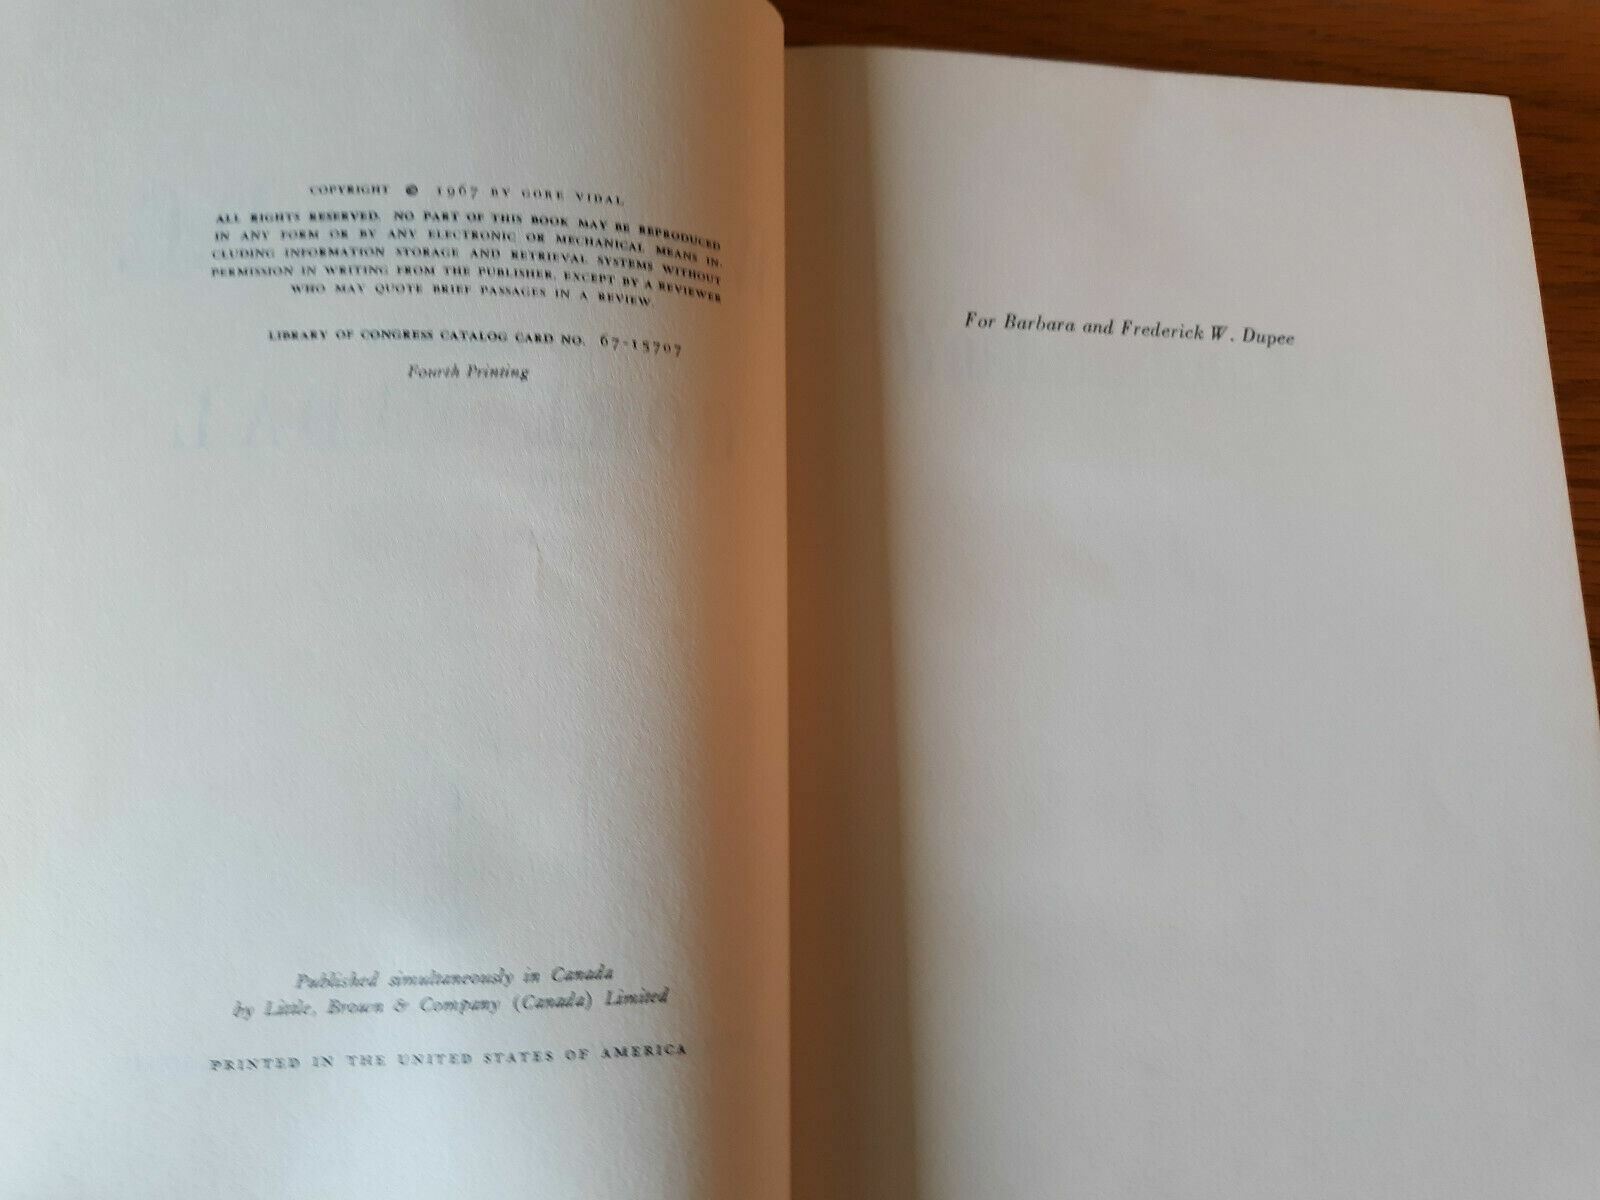 COPYRIGHT © 1967 BY GORE VIDAL
ALL RIGHTS RESERVED. NO PART OF THIS BOOK MAY BE REPRODUCED
IN ANY FORM OR BY ANY ELECTRONIC OR MECHANICAL MEANS IN-
CLUDING INFORMATION STORAGE AND RETRIEVAL SYSTEMS WITHOUT
PERMISSION IN WRITING FROM THE PUBLISHER, EXCEPT BY A REVIEWER
WHO MAY QUOTE BRIEF PASSAGES IN A REVIEW.
LIBRARY OF CONGRESS CATALOG CARD NO. 67-15707
Fourth Printing
Published simultaneously in Canada
by Little, Brown & Company (Canada) Limited
PRINTED IN THE UNITED STATES OF AMERICA
For Barbara and Frederick W. Dupee